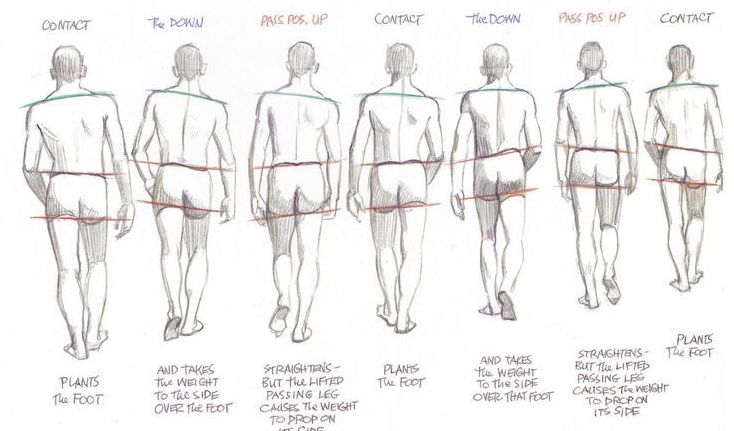 CONTACT
The DOWN
PASS POS. UP
CONTACT
The DOWN
PASS POS UP
CONTACT
PLANTS
The FOOT
AND TAKES
the WEIGHT
TO the SIDE
OVER the FOOT
STRAIGHTENS-
BUT the LIFTED
PASSING LEG
CAUSES the WEIGHT
TO DROP ON
ITS SIDE
PLANTS
The FOOT
AND TAKES
the WEIGHT
TO the SIDE
OVER THAT FOOT
STRAIGHTENS-
BUT the LIFTED
PASSING LEG
CAUSES the WEIGHT
TO DROP ON
ITS SIDE
PLANTS
The FOOT